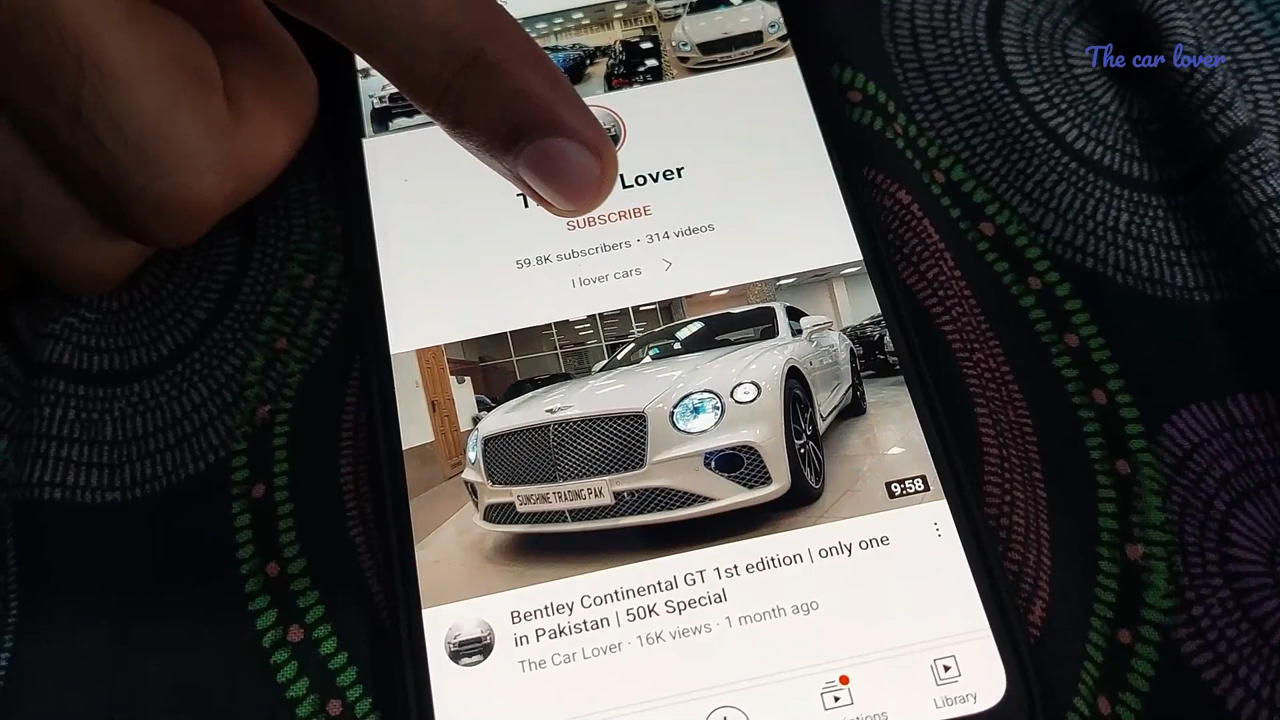 The car lover
Lover
SUBSCRIBE
59.8K subscribers • 314 videos
I lover cars
SUNSHINE TRADING PAK
9:58
Bentley Continental GT 1st edition | only one
in Pakistan | 50K Special
The Car Lover · 16K views · 1 month ago
Library